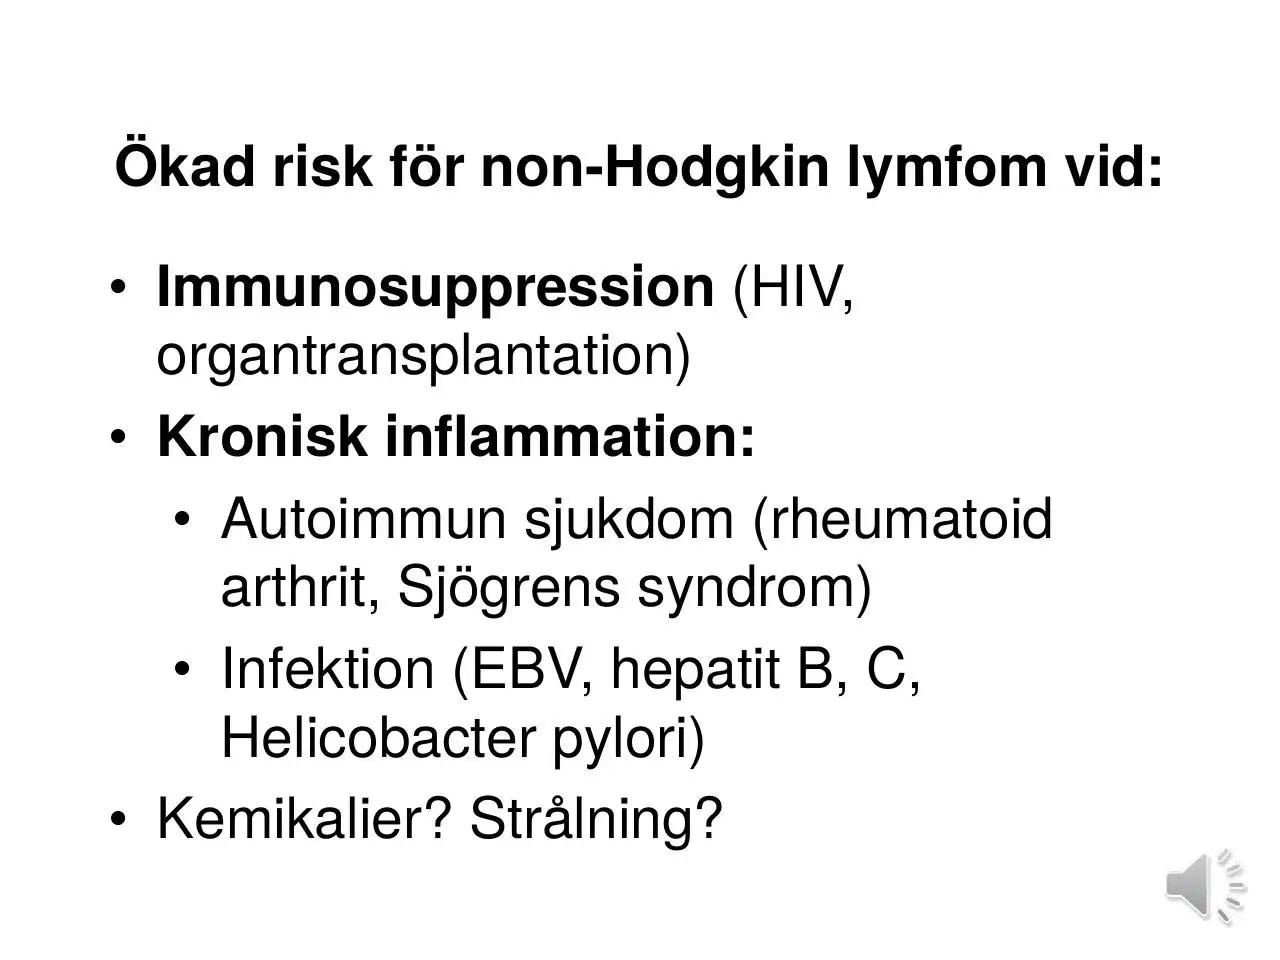 Ökad risk för non-Hodgkin lymfom vid:
• Immunosuppression (HIV,
organtransplantation)
• Kronisk inflammation:
• Autoimmun sjukdom (rheumatoid
arthrit, Sjögrens syndrom)
• Infektion (EBV, hepatit B, C,
Helicobacter pylori)
• Kemikalier? Strålning?